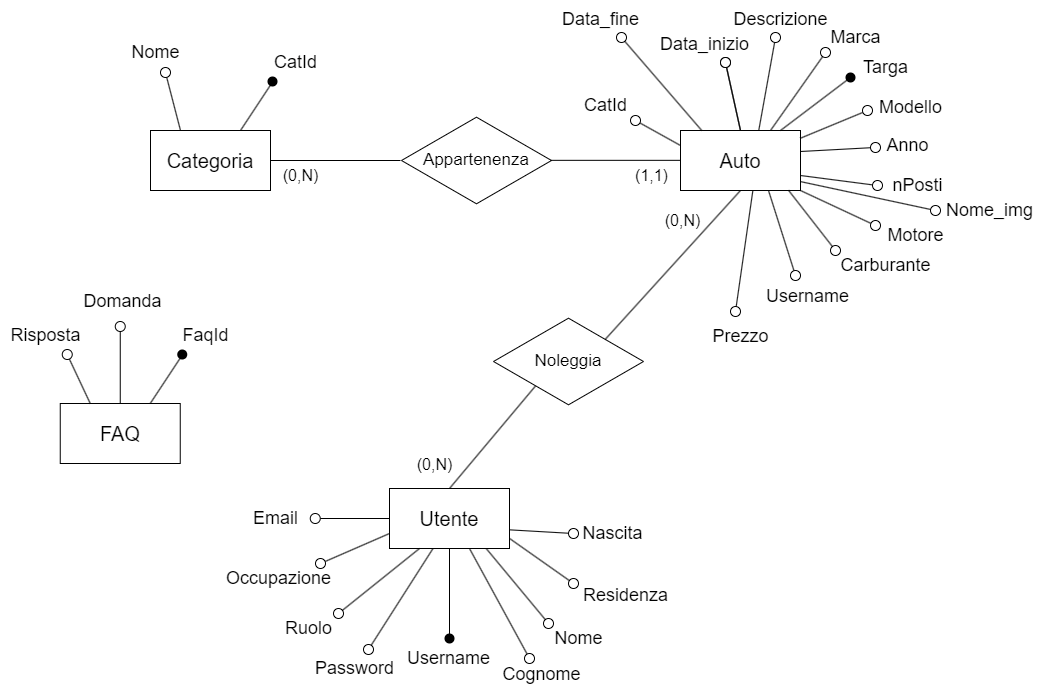 Data_fine
Descrizione
Data_inizio
Marca
Nome
CatId
Targa
CatId
Modello
Categoria
(0,N)
Appartenenza
(1,1)
Auto
Anno
nPosti
Nome_img
(0,N)
Motore
Carburante
Username
Prezzo
Domanda
Risposta
FaqId
Noleggia
FAQ
(0,N)
Email
Utente
Nascita
Occupazione
Residenza
Ruolo
Nome
Password
Username
Cognome